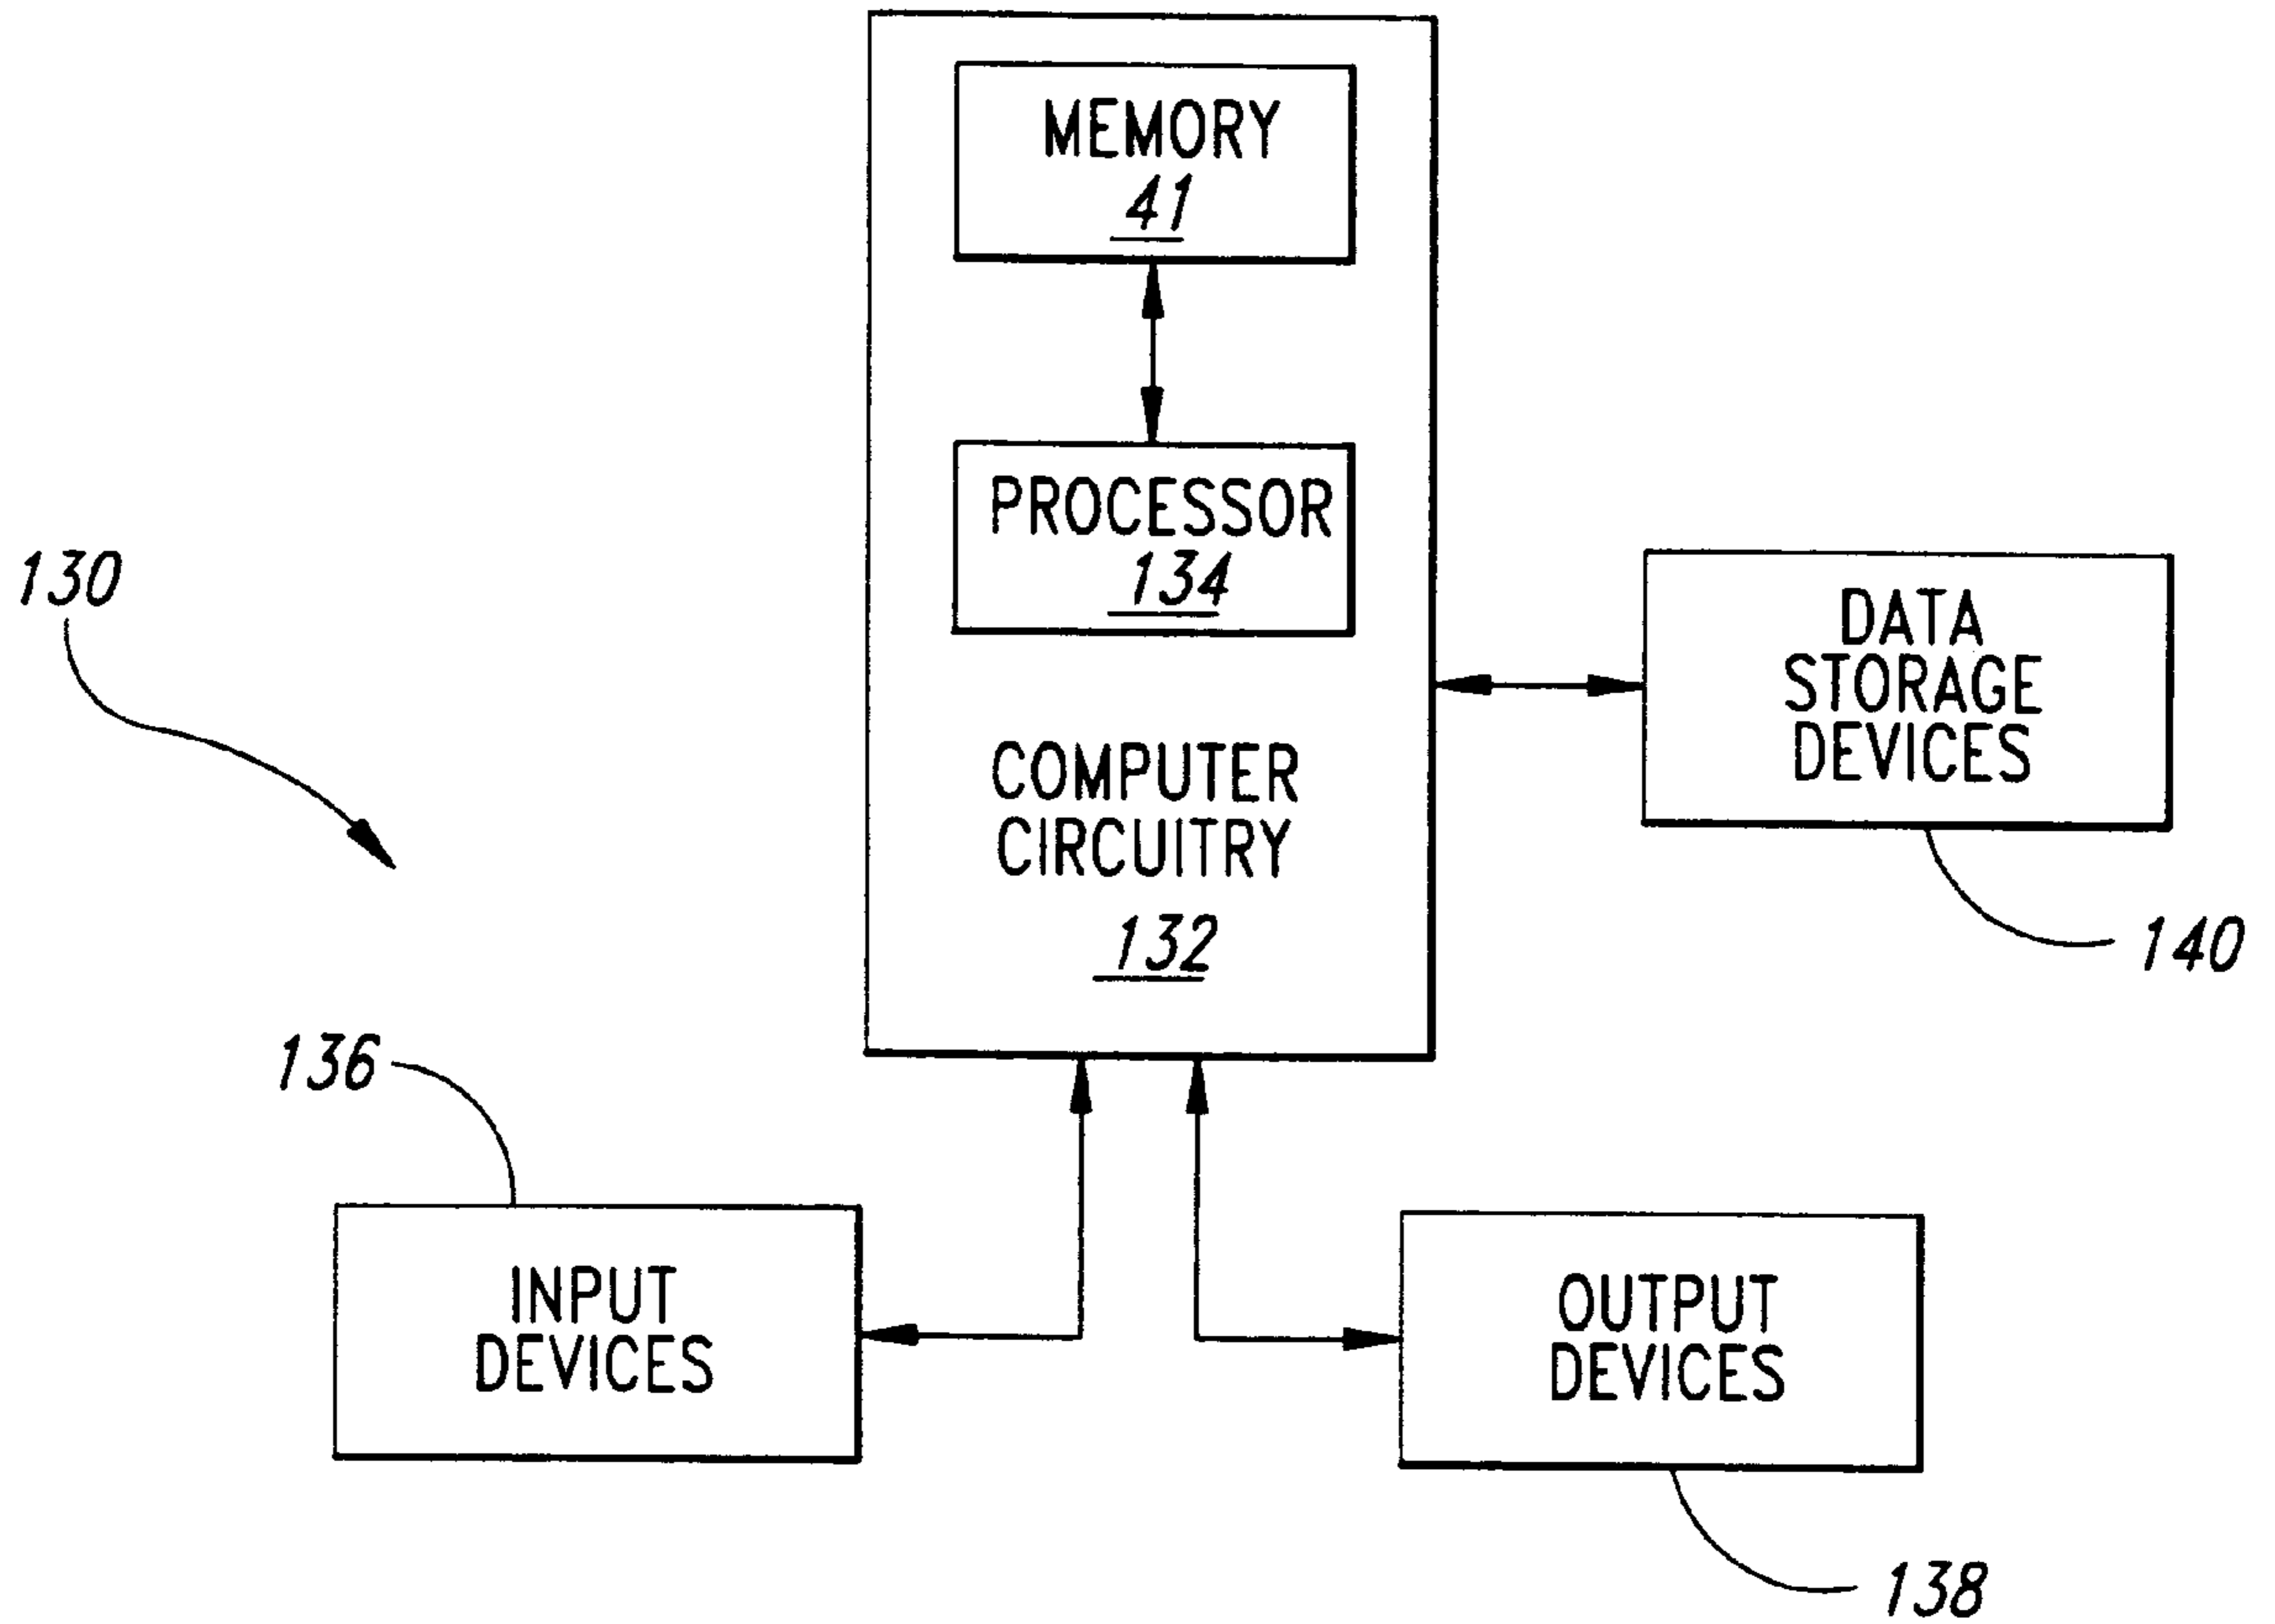 MEMORY
41
PROCESSOR
134
130
DATA
STORAGE
DEVICES
COMPUTER
CIRCUITRY
132
140
136
INPUT
DEVICES
OUTPUT
DEVICES
138